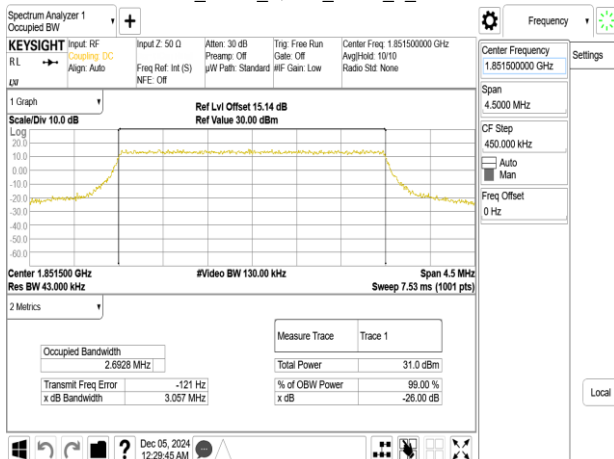 Spectrum Analyzer 1
Occupied BW
+
Frequency
KEYSIGHT
RL
Input: RF
Coupling: DC
Align: Auto
Input Z: 50 Ω
Freq Ref: Int (S)
NFE: Off
Atten: 30 dB
Preamp: Off
µW Path: Standard
Trig: Free Run
Gate: Off
#IF Gain: Low
Center Freq: 1.851500000 GHz
Avg|Hold: 10/10
Radio Std: None
Center Frequency
1.851500000 GHz
Settings
Span
4.5000 MHz
CF Step
450.000 kHz
Auto
Man
Freq Offset
0 Hz
Local
1 Graph
Scale/Div 10.0 dB
Ref Lvl Offset 15.14 dB
Ref Value 30.00 dBm
Log
20.0
10.0
0.00
-10.0
-20.0
-30.0
-40.0
-50.0
-60.0
Center 1.851500 GHz
#Video BW 130.00 kHz
Span 4.5 MHz
Res BW 43.000 kHz
Sweep 7.53 ms (1001 pts)
2 Metrics
Measure Trace Trace 1
Occupied Bandwidth
2.6928 MHz
Total Power 31.0 dBm
Transmit Freq Error -121 Hz
% of OBW Power 99.00 %
x dB Bandwidth 3.057 MHz
x dB -26.00 dB
?
Dec 05, 2024
12:29:45 AM